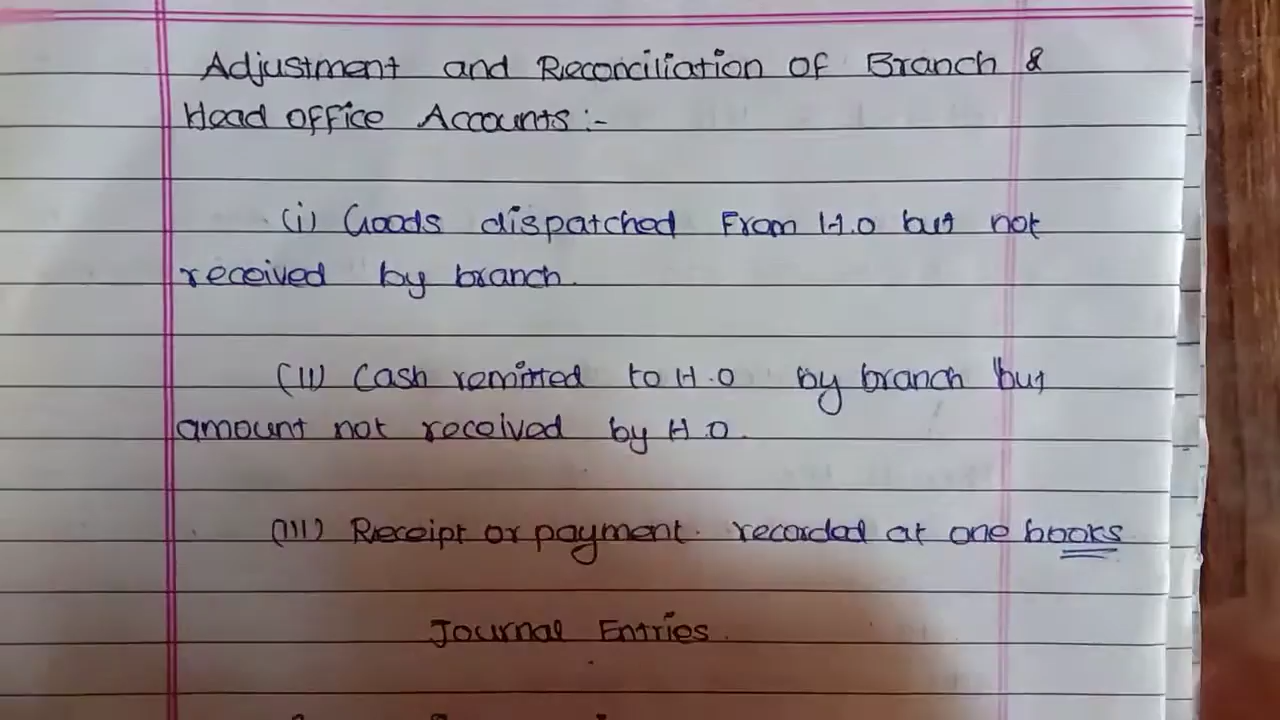 Adjustment and Reconciliation of Branch &
Head office Accounts :-
(i) Goods dispatched From H.O but not
received by branch.
(II) Cash remitted to H.O by branch but
amount not received by H.O.
(III) Receipt or payment. recorded at one books
Journal Entries.